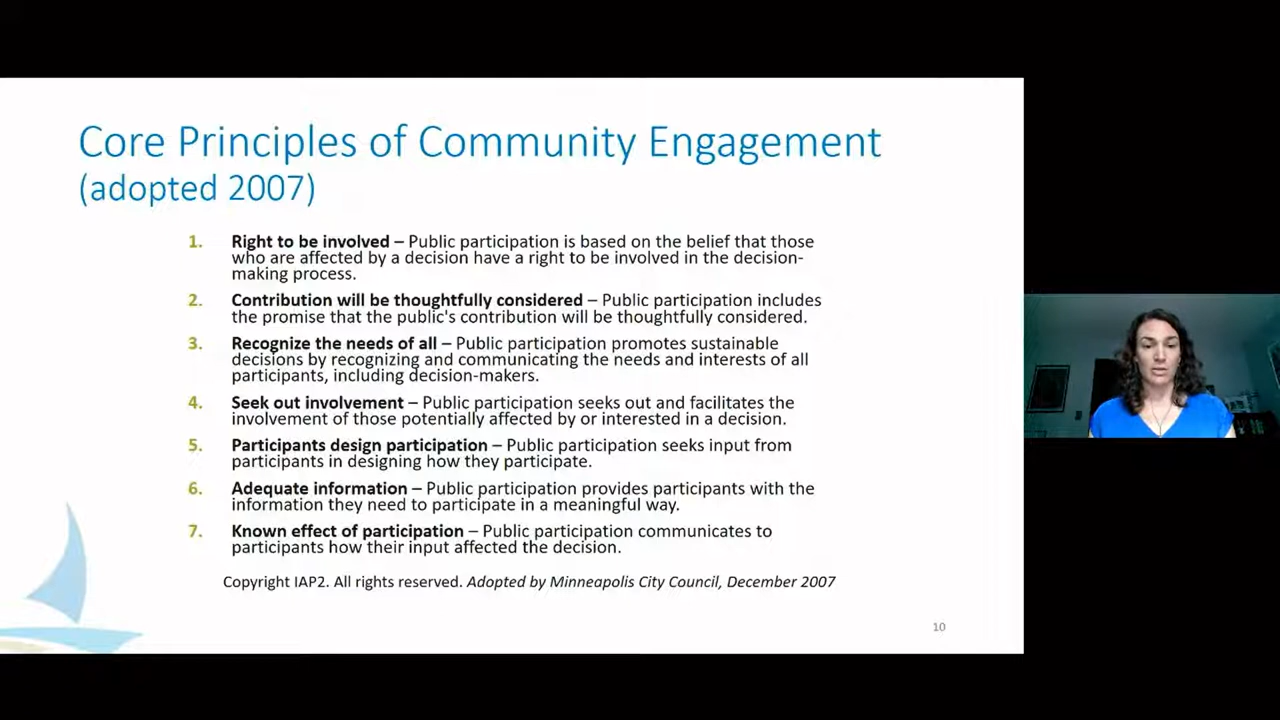 Core Principles of Community Engagement
(adopted 2007)
1. Right to be involved – Public participation is based on the belief that those
who are affected by a decision have a right to be involved in the decision-
making process.
2. Contribution will be thoughtfully considered – Public participation includes
the promise that the public's contribution will be thoughtfully considered.
3. Recognize the needs of all – Public participation promotes sustainable
decisions by recognizing and communicating the needs and interests of all
participants, including decision-makers.
4. Seek out involvement – Public participation seeks out and facilitates the
involvement of those potentially affected by or interested in a decision.
5. Participants design participation – Public participation seeks input from
participants in designing how they participate.
6. Adequate information – Public participation provides participants with the
information they need to participate in a meaningful way.
7. Known effect of participation – Public participation communicates to
participants how their input affected the decision.
Copyright IAP2. All rights reserved. Adopted by Minneapolis City Council, December 2007
10